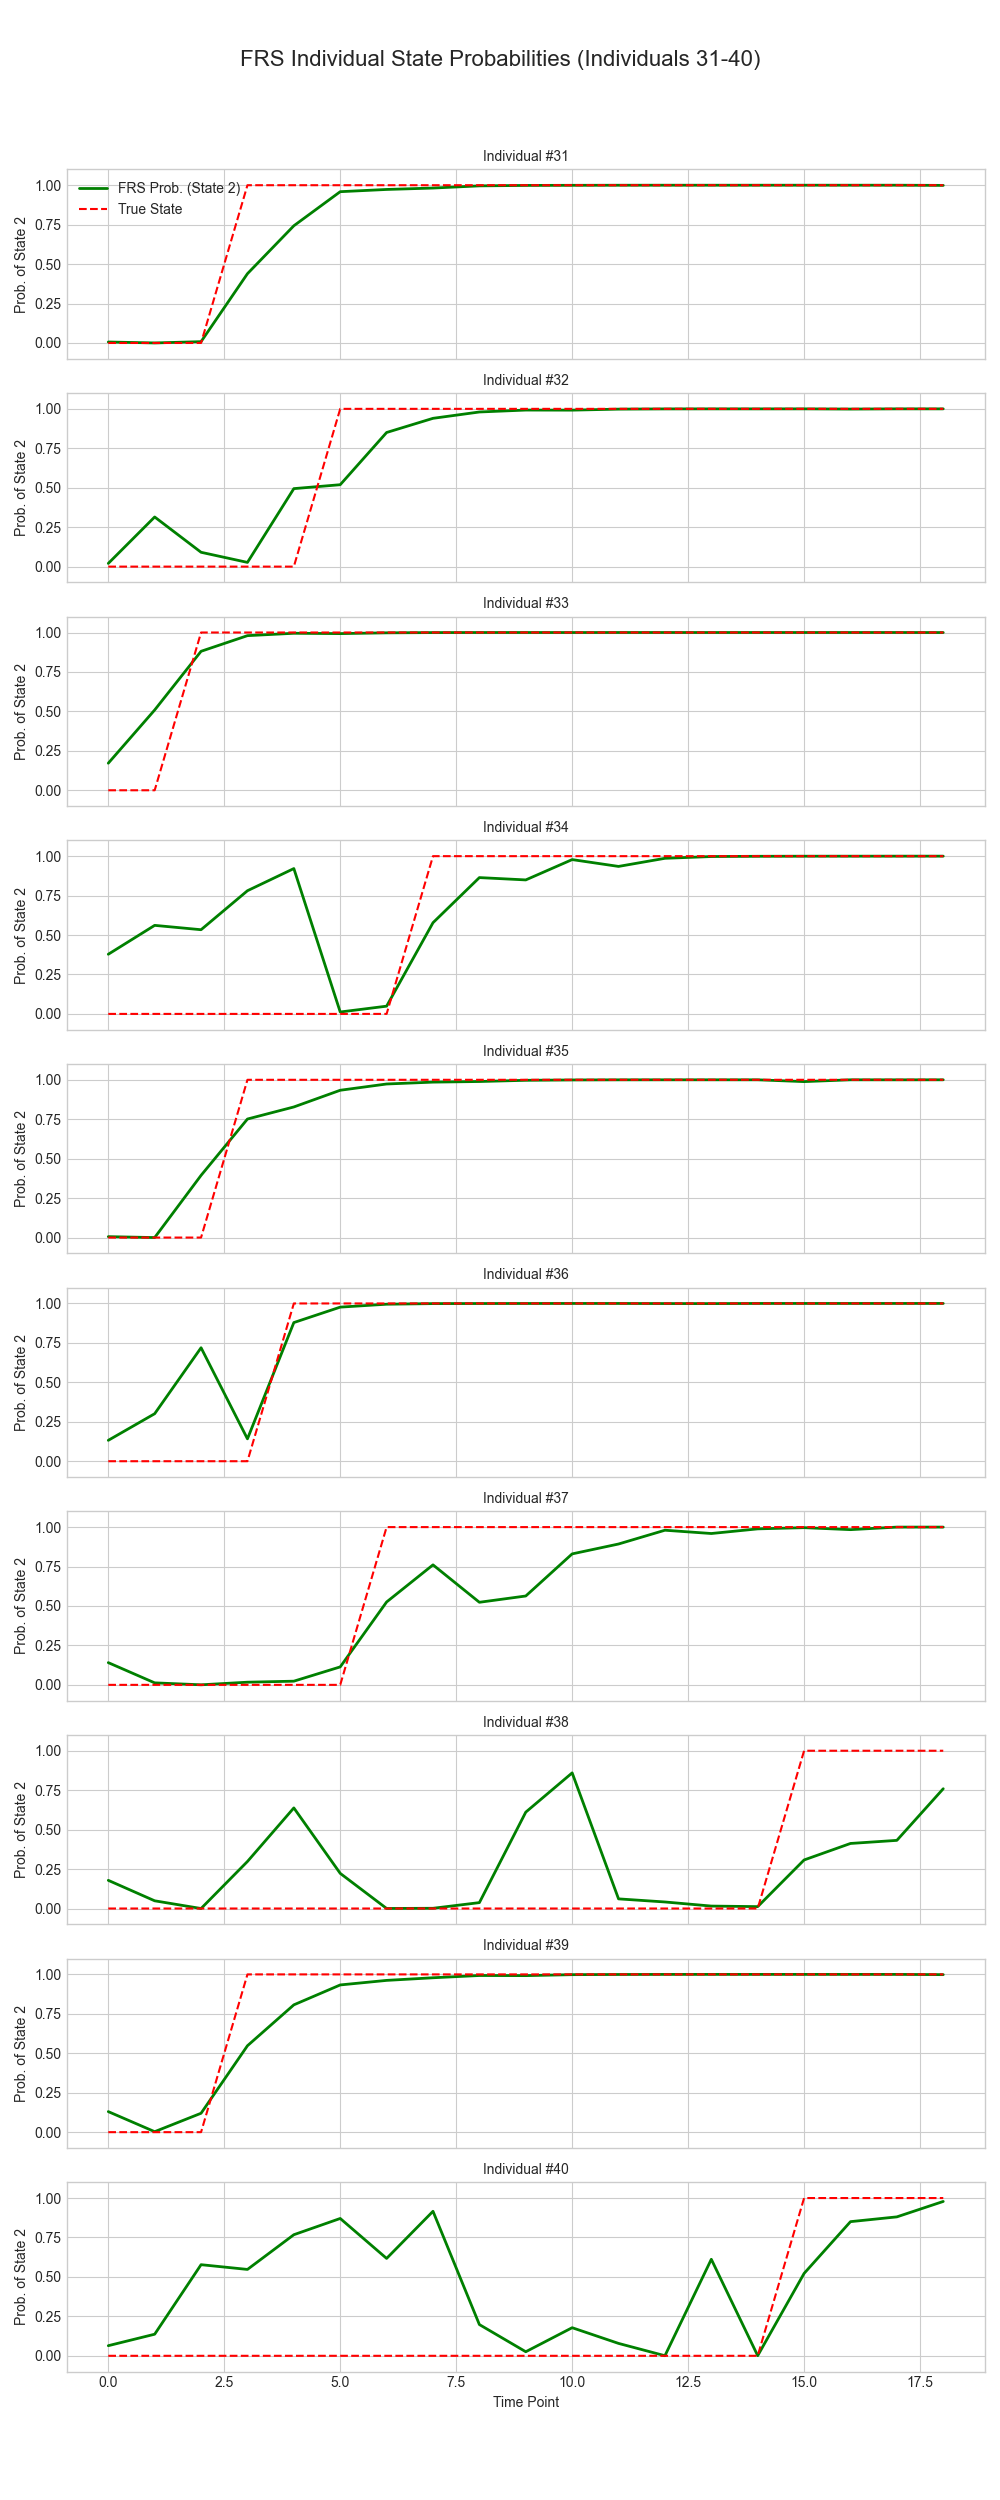 FRS Individual State Probabilities (Individuals 31-40)
Individual #31
FRS Prob. (State 2)
True State
1.00
0.75
0.50
0.25
0.00
Prob. of State 2
Individual #32
1.00
0.75
0.50
0.25
0.00
Prob. of State 2
Individual #33
1.00
0.75
0.50
0.25
0.00
Prob. of State 2
Individual #34
1.00
0.75
0.50
0.25
0.00
Prob. of State 2
Individual #35
1.00
0.75
0.50
0.25
0.00
Prob. of State 2
Individual #36
1.00
0.75
0.50
0.25
0.00
Prob. of State 2
Individual #37
1.00
0.75
0.50
0.25
0.00
Prob. of State 2
Individual #38
1.00
0.75
0.50
0.25
0.00
Prob. of State 2
Individual #39
1.00
0.75
0.50
0.25
0.00
Prob. of State 2
Individual #40
1.00
0.75
0.50
0.25
0.00
Prob. of State 2
0.0 2.5 5.0 7.5 10.0 12.5 15.0 17.5
Time Point